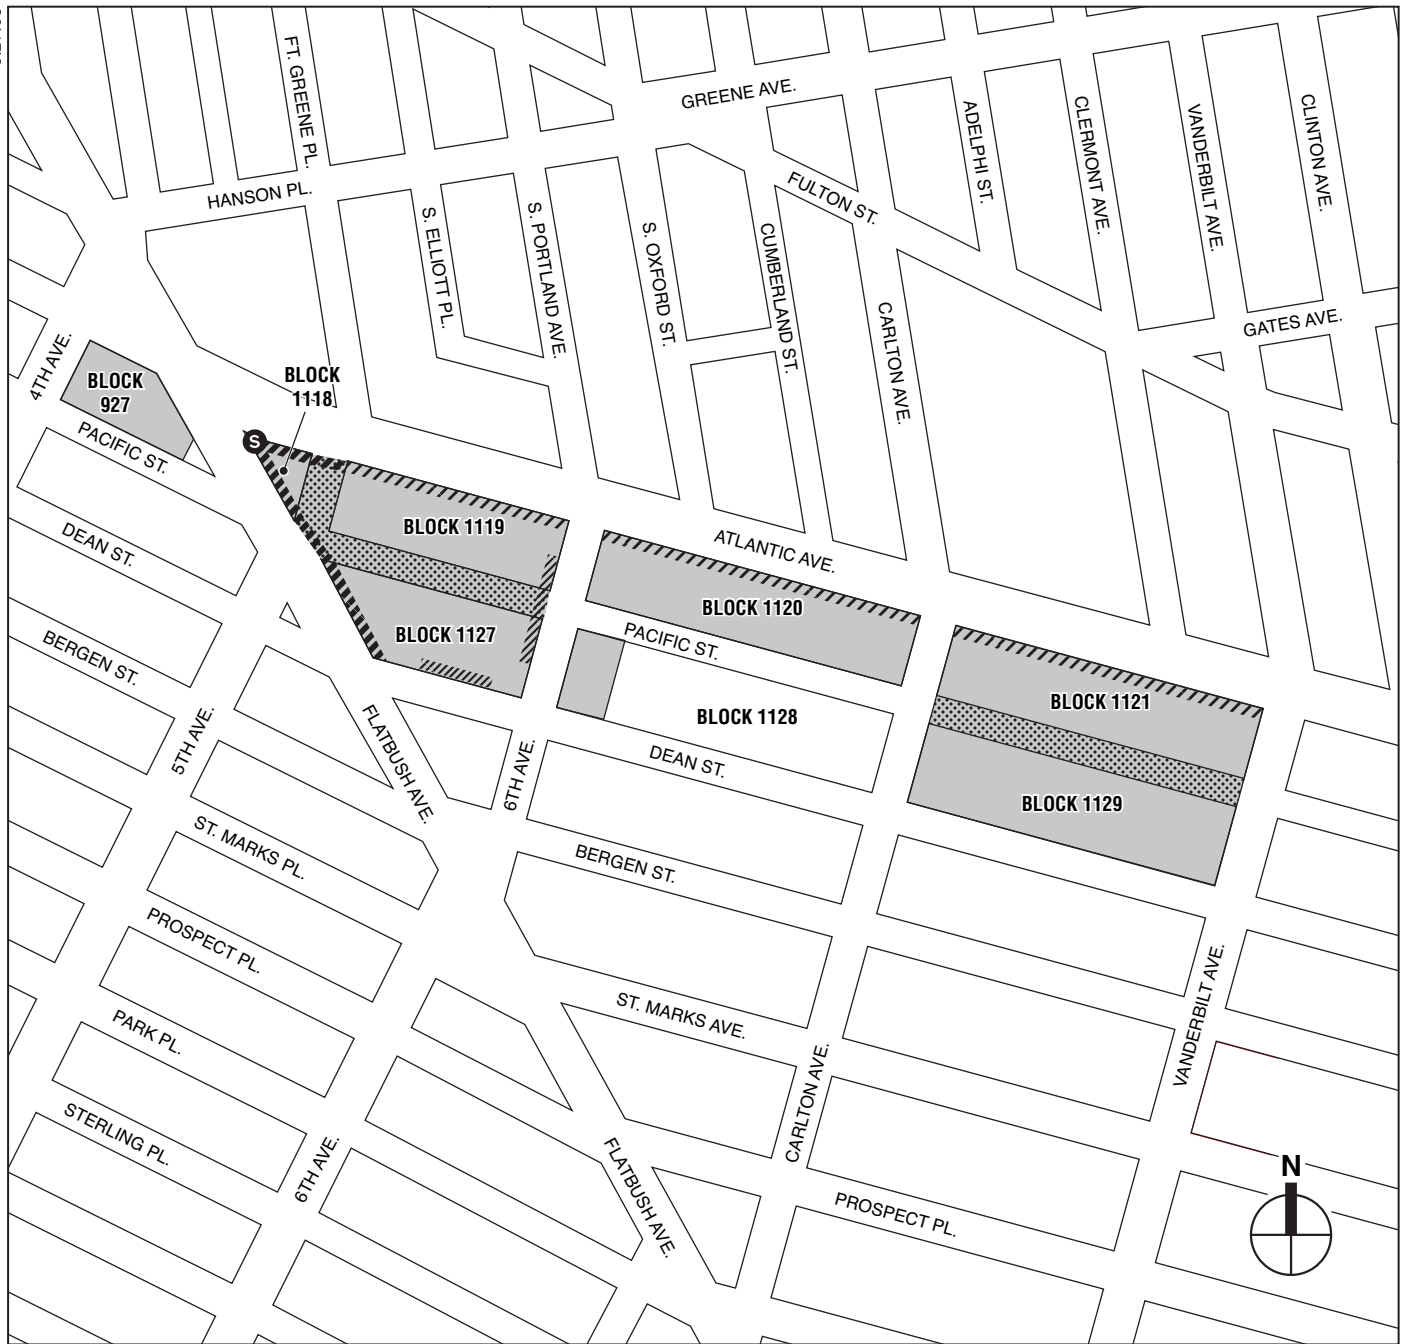 GREENE AVE.
FT. GREENE PL.
HANSON PL.
S. ELLIOTT PL.
S. PORTLAND AVE.
S. OXFORD ST.
CUMBERLAND ST.
FULTON ST.
CARLTON AVE.
ADELPHI ST.
CLERMONT AVE.
VANDERBILT AVE.
CLINTON AVE.
GATES AVE.
4TH AVE.
BLOCK
927
PACIFIC ST.
BLOCK
1118
S
BLOCK 1119
ATLANTIC AVE.
DEAN ST.
BLOCK 1120
BLOCK 1127
PACIFIC ST.
BERGEN ST.
BLOCK 1121
BLOCK 1128
5TH AVE.
FLATBUSH AVE.
6TH AVE.
DEAN ST.
BLOCK 1129
ST. MARKS PL.
BERGEN ST.
PROSPECT PL.
ST. MARKS AVE.
VANDERBILT AVE.
PARK PL.
CARLTON AVE.
STERLING PL.
6TH AVE.
FLATBUSH AVE.
PROSPECT PL.
N